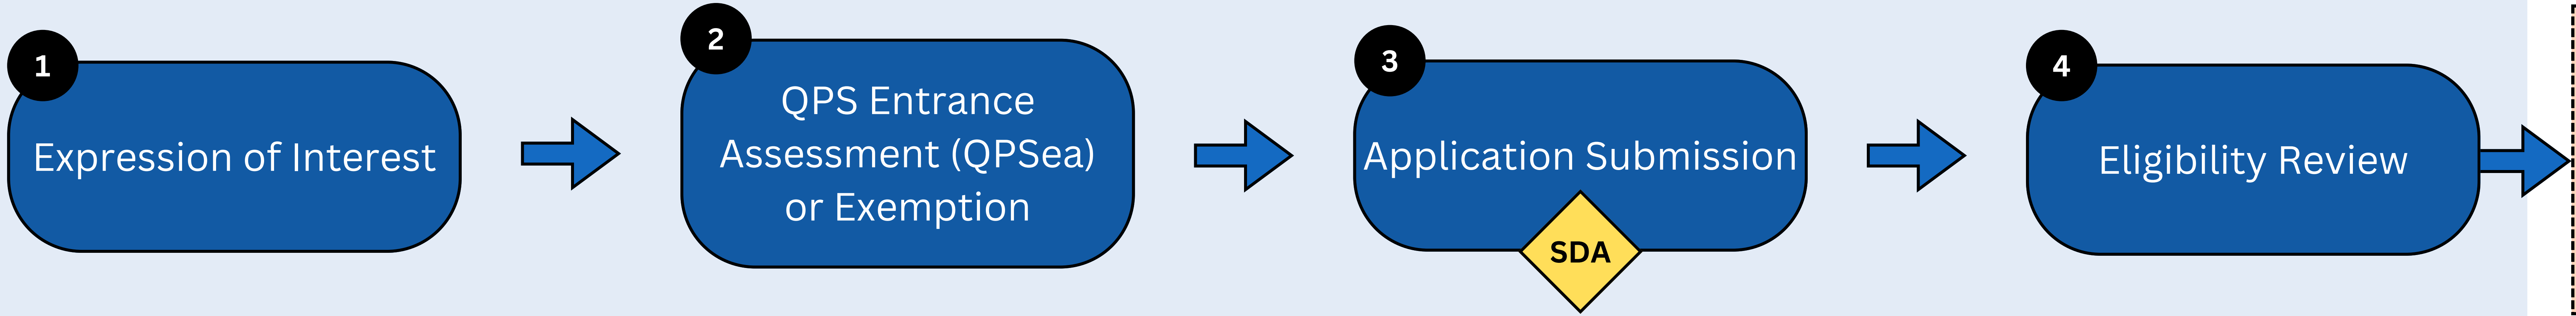 1
Expression of Interest
2
QPS Entrance
Assessment (QPSea)
or Exemption
3
Application Submission
SDA
4
Eligibility Review